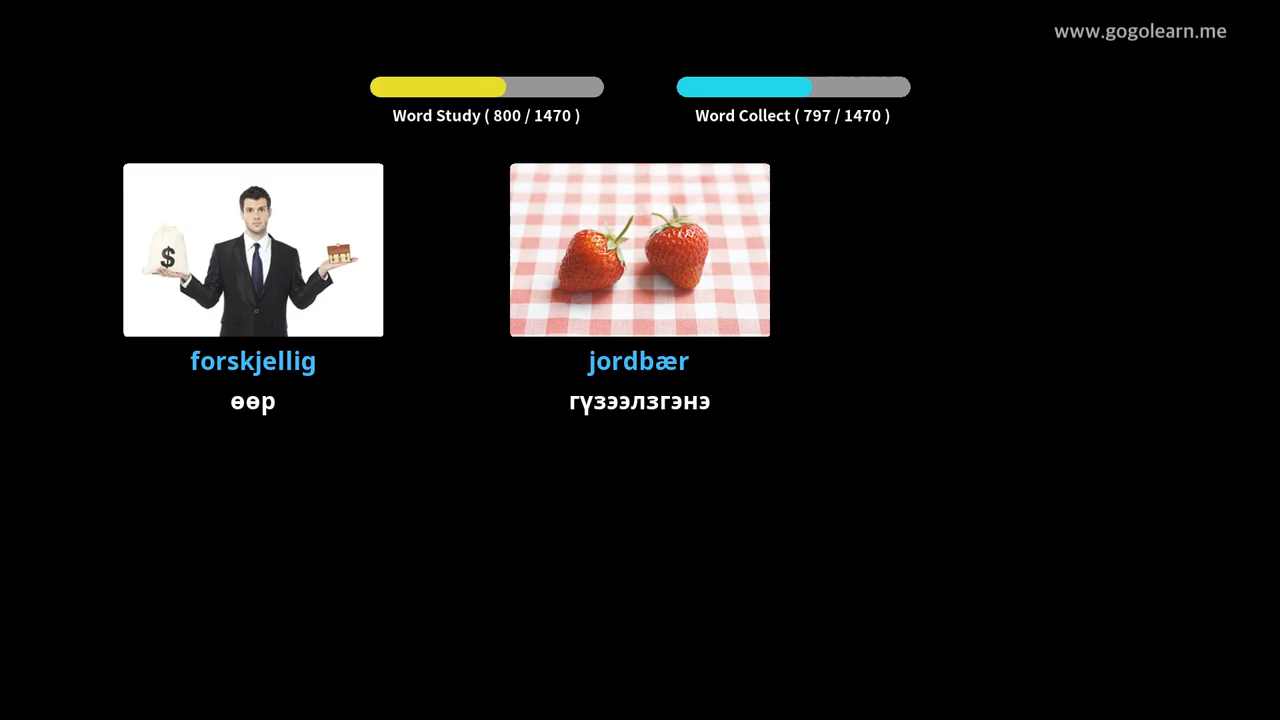 www.gogolearn.me
Word Study ( 800 / 1470 )
Word Collect ( 797 / 1470 )
$
forskjellig
jordbær
өөр
гүзээлзгэнэ